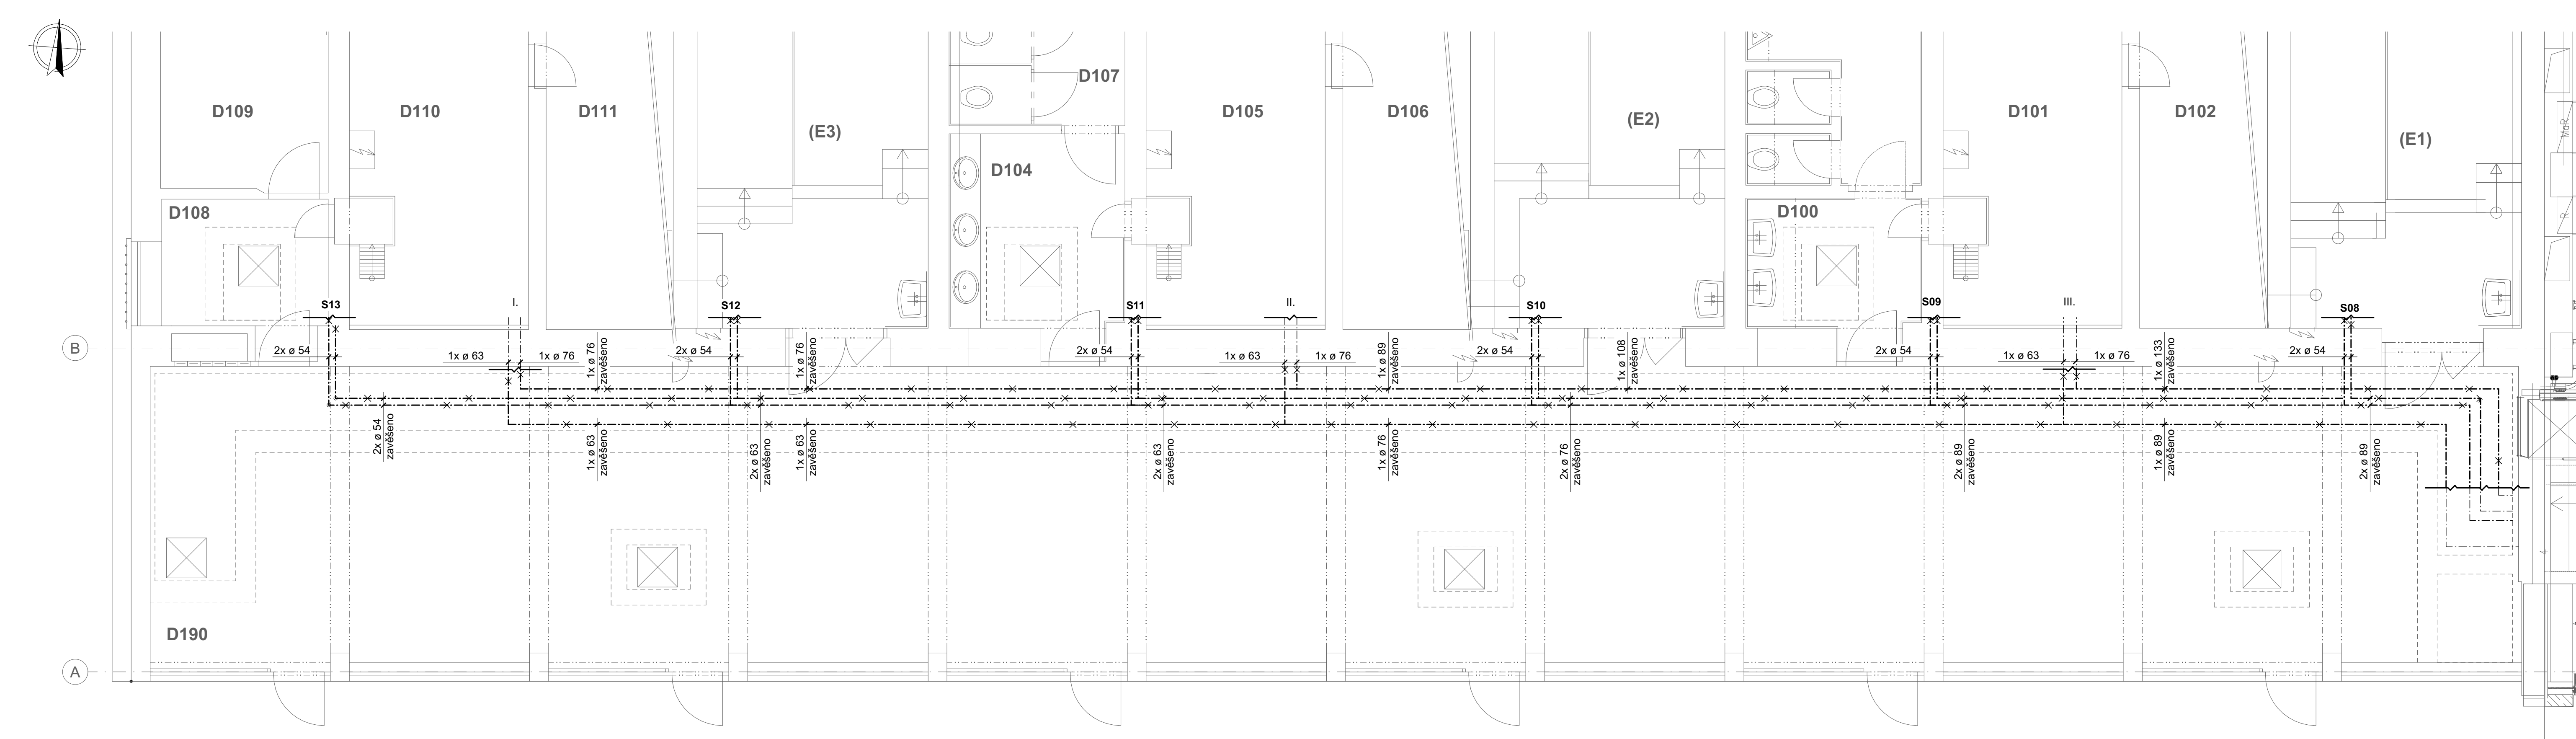 D109
D110
D111
(E3)
D107
D105
D106
(E2)
D101
D102
(E1)
MaR
D104
D108
D100
R
S13
I.
S12
S11
II.
S10
S09
III.
S08
B
2x ø 54
1x ø 63
1x ø 76
1x ø 76
zavěšeno
2x ø 54
1x ø 76
zavěšeno
2x ø 54
1x ø 63
1x ø 76
1x ø 89
zavěšeno
2x ø 54
1x ø 108
zavěšeno
2x ø 54
1x ø 63
1x ø 76
1x ø 133
zavěšeno
2x ø 54
2x ø 54
zavěšeno
1x ø 63
zavěšeno
2x ø 63
zavěšeno
1x ø 63
zavěšeno
2x ø 63
zavěšeno
1x ø 76
zavěšeno
2x ø 76
zavěšeno
2x ø 89
zavěšeno
1x ø 89
zavěšeno
2x ø 89
zavěšeno
D190
A